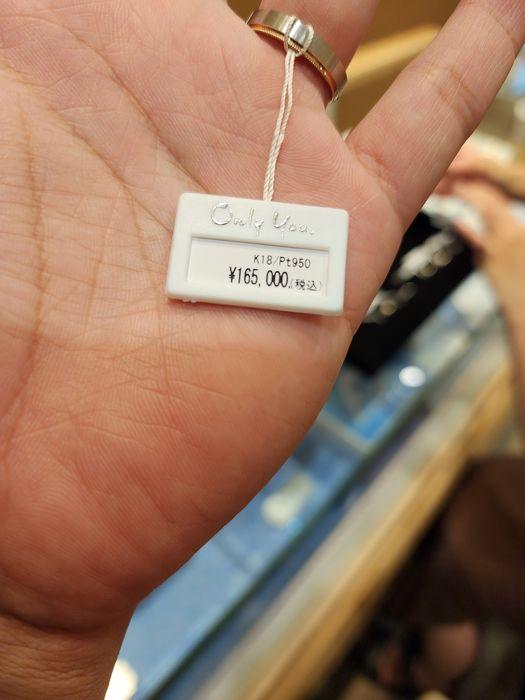 Only You.
K18/Pt950
¥165,000.(税込)